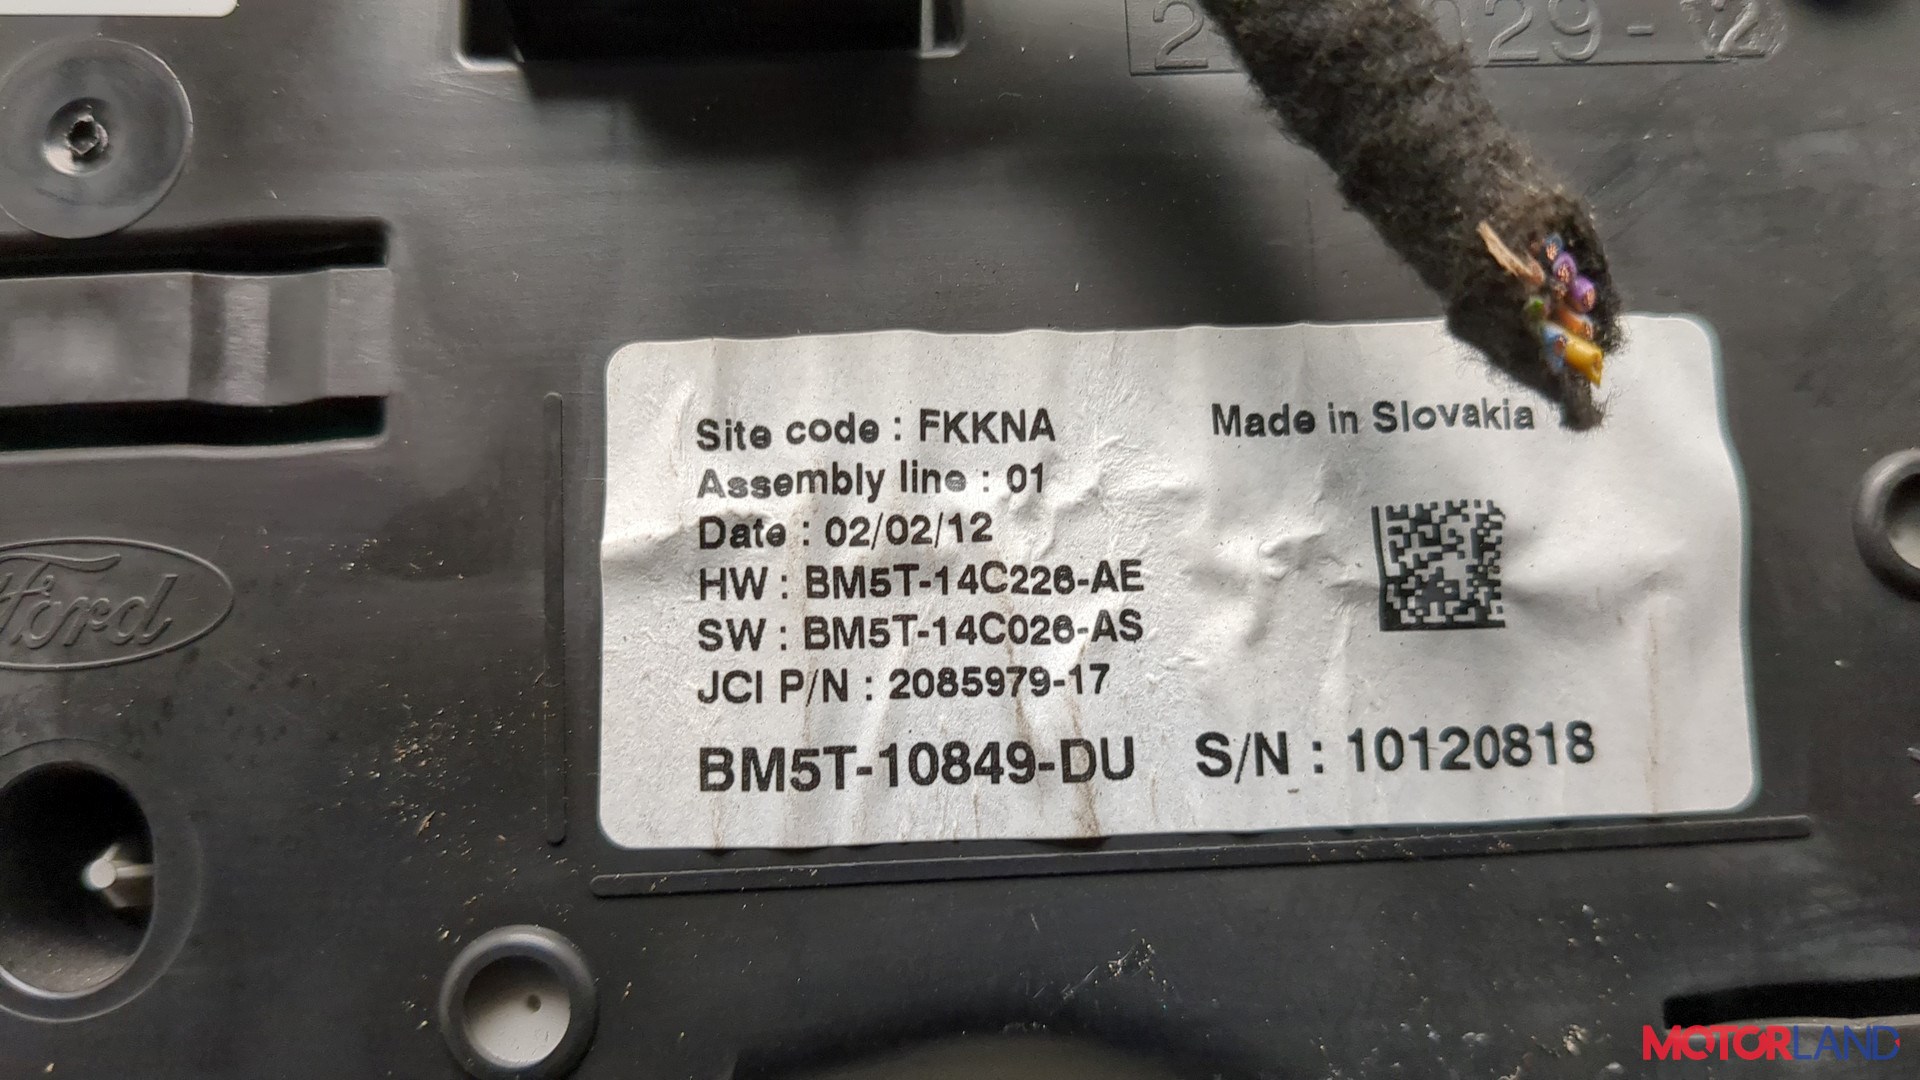 Site code : FKKNA
Made in Slovakia
Assembly line : 01
Date : 02/02/12
HW : BM5T-14C226-AE
SW : BM5T-14C026-AS
JCI P/N : 2085979-17
BM5T-10849-DU
S/N : 10120818
Ford
MOTORLAND